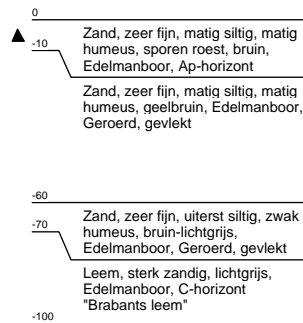 0
Zand, zeer fijn, matig siltig, matig
humeus, sporen roest, bruin,
Edelmanboor, Ap-horizont
-10
Zand, zeer fijn, matig siltig, matig
humeus, geelbruin, Edelmanboor,
Geroerd, gevlekt
-60
Zand, zeer fijn, uiterst siltig, zwak
humeus, bruin-lichtgrijs,
Edelmanboor, Geroerd, gevlekt
-70
Leem, sterk zandig, lichtgrijs,
Edelmanboor, C-horizont
"Brabants leem"
-100